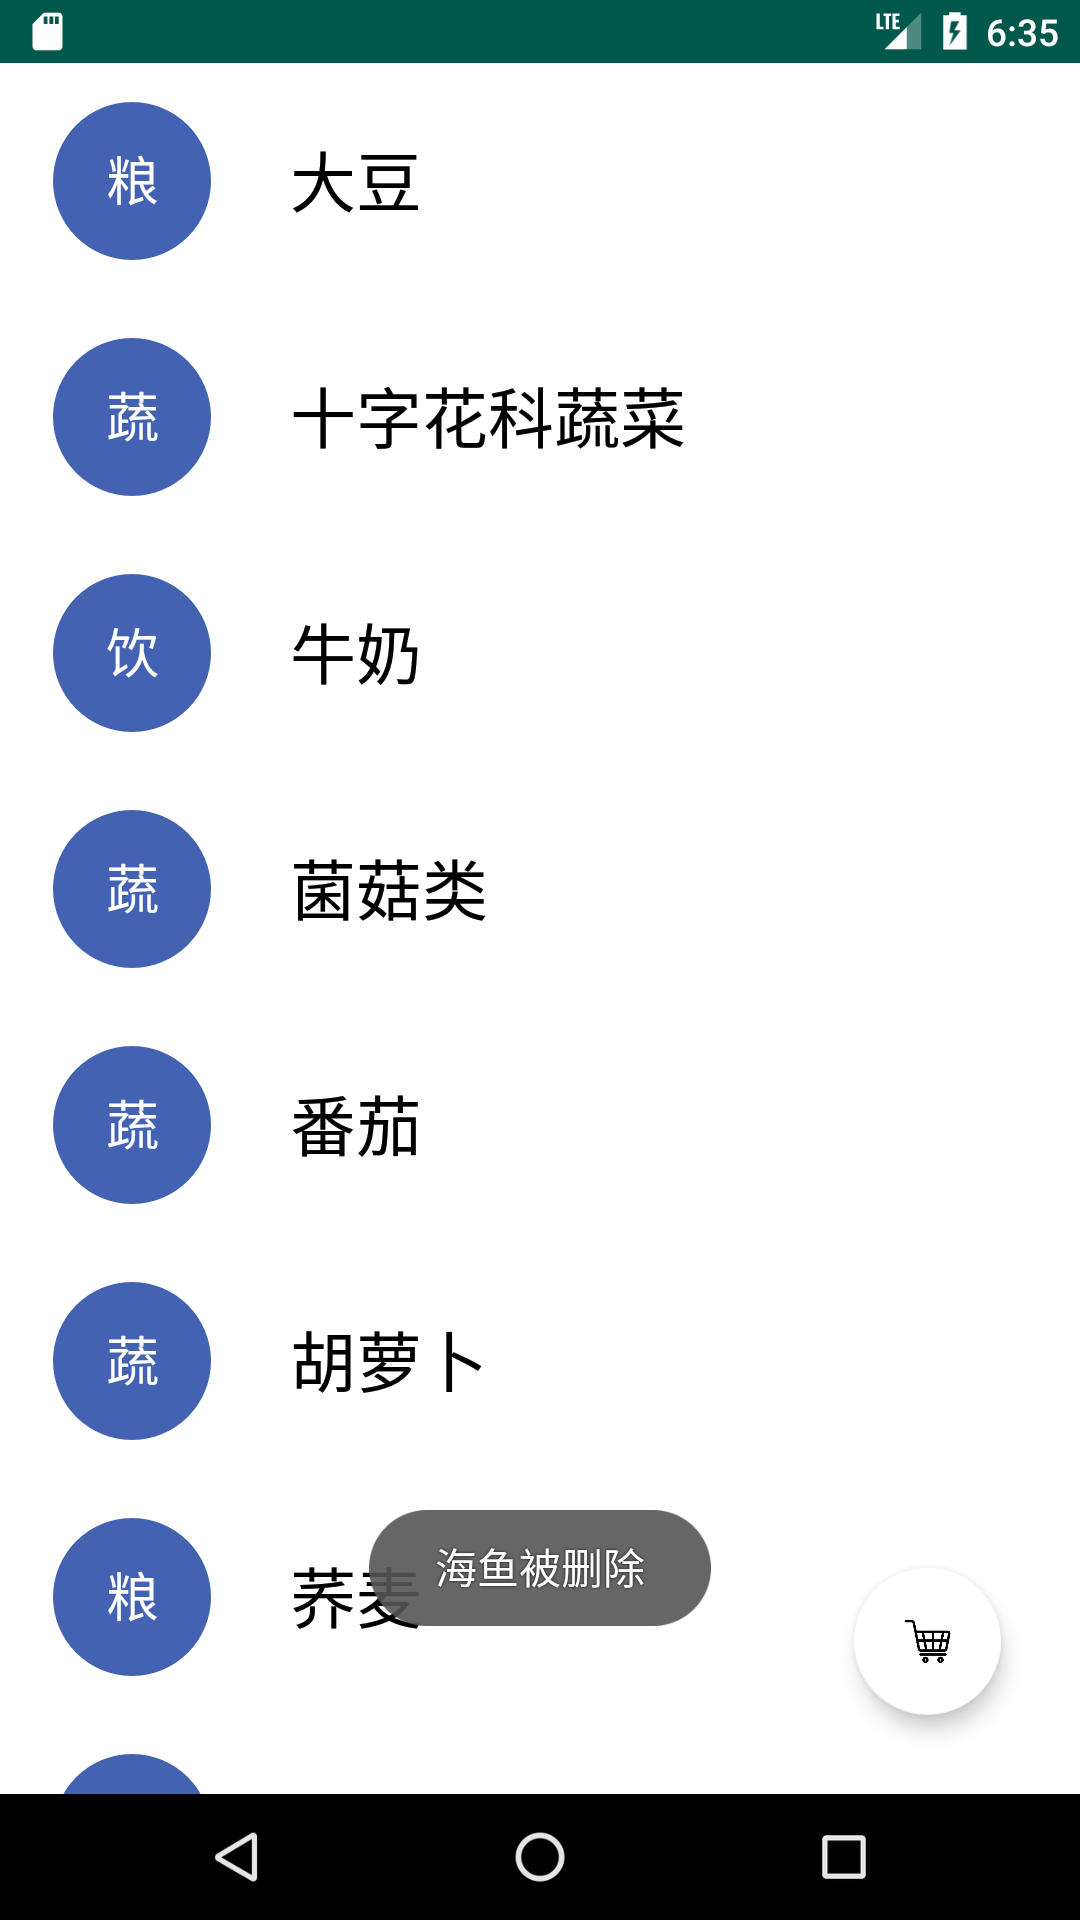 LTE 6:35
粮 大豆
蔬 十字花科蔬菜
饮 牛奶
蔬 菌菇类
蔬 番茄
蔬 胡萝卜
粮 荞麦
海鱼被删除